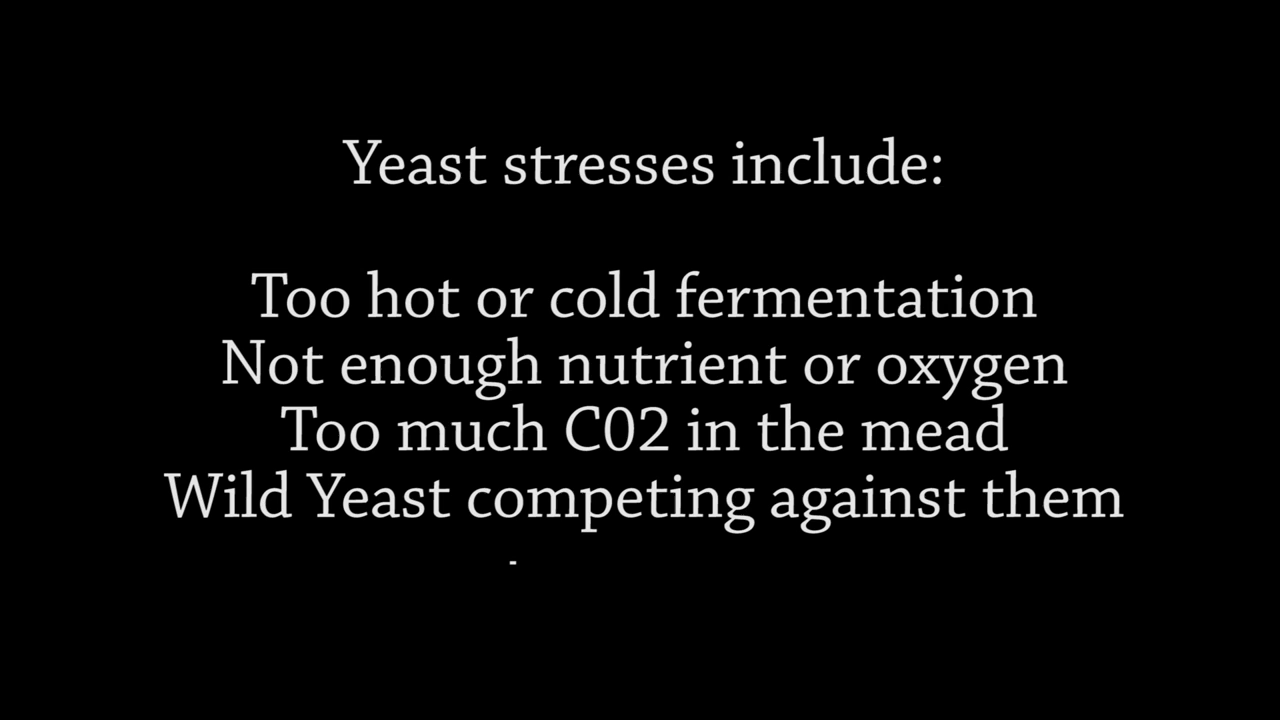 Yeast stresses include:
Too hot or cold fermentation
Not enough nutrient or oxygen
Too much C02 in the mead
Wild Yeast competing against them
-